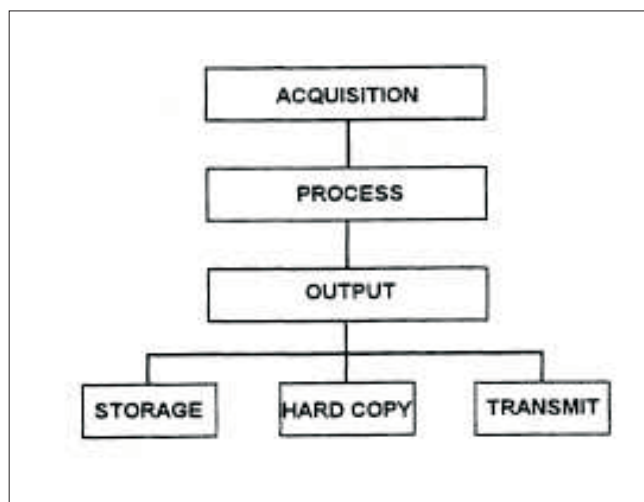 ACQUISITION
PROCESS
OUTPUT
STORAGE
HARD COPY
TRANSMIT